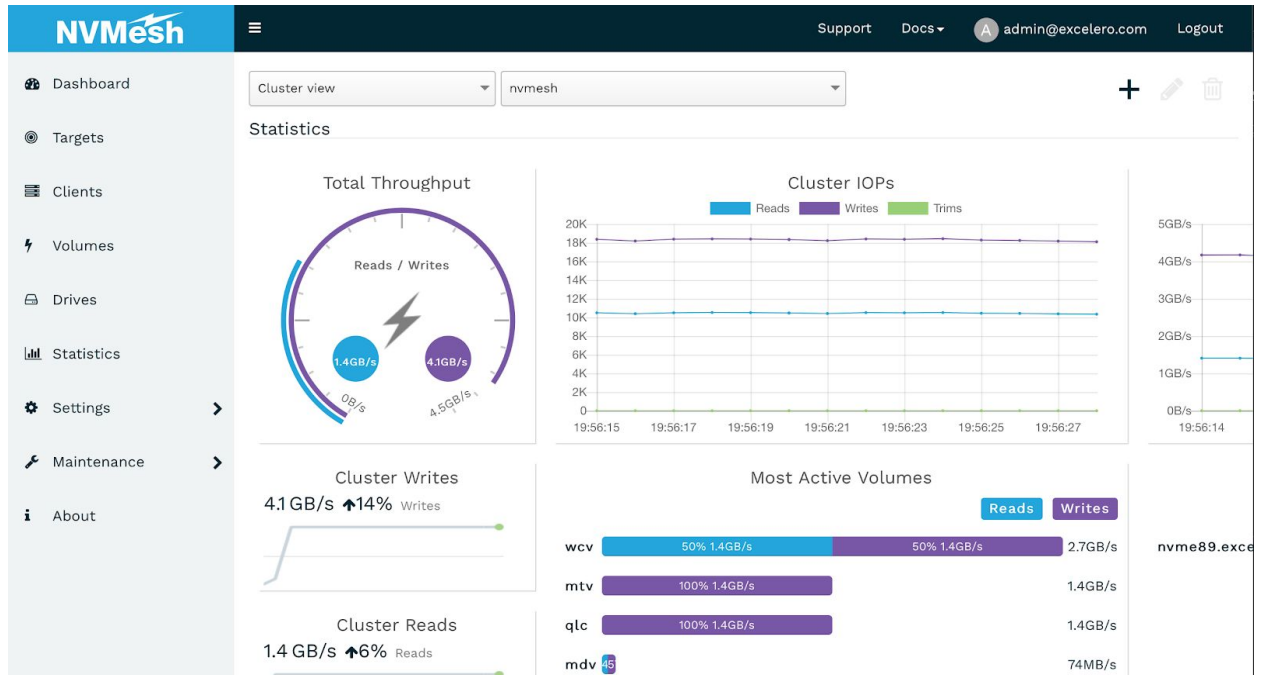 NVMesh
Support Docs A admin@excelero.com Logout
Dashboard
Targets
Clients
Volumes
Drives
Statistics
Settings
Maintenance
About
Cluster view nvmesh
Statistics
Total Throughput
Reads / Writes
1.4GB/s 4.1GB/s
0B/s 4.5GB/s
Cluster IOPs
Reads Writes Trims
20K
18K
16K
14K
12K
10K
8K
6K
4K
2K
0
19:56:15 19:56:17 19:56:19 19:56:21 19:56:23 19:56:25 19:56:27
5GB/s
4GB/s
3GB/s
2GB/s
1GB/s
0B/s
19:56:14
Cluster Writes
4.1 GB/s 14% Writes
Cluster Reads
1.4 GB/s 6% Reads
Most Active Volumes
Reads Writes
wcv 50% 1.4GB/s 50% 1.4GB/s 2.7GB/s
mtv 100% 1.4GB/s 1.4GB/s
qlc 100% 1.4GB/s 1.4GB/s
mdv 45 74MB/s
nvme89.exce